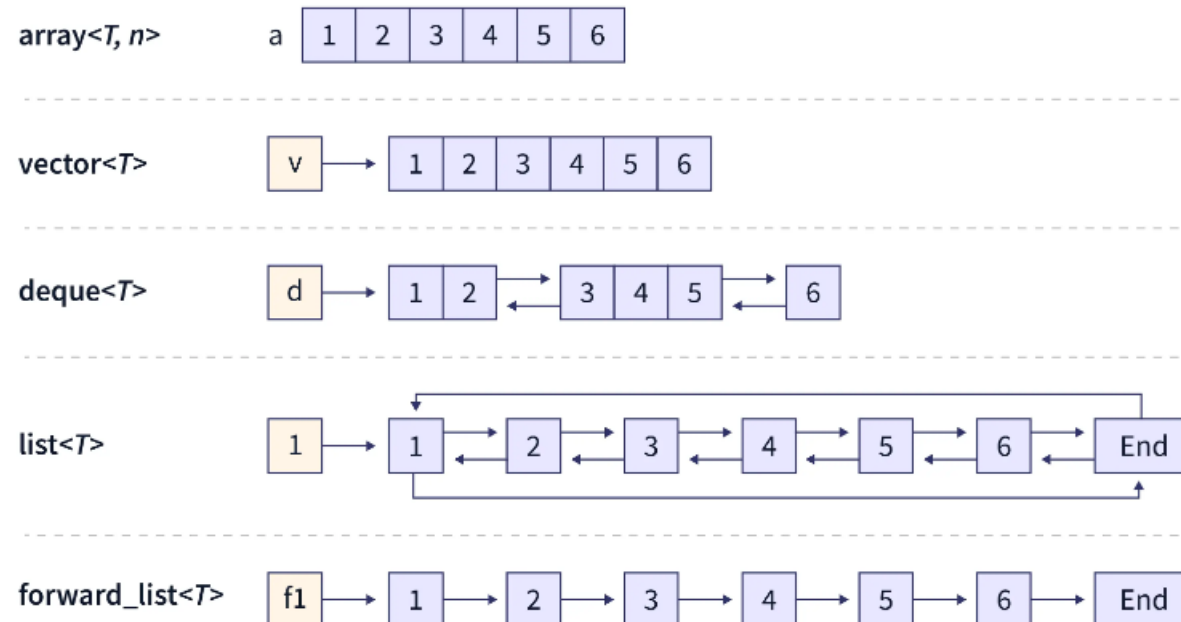 array<T, n> a 1 2 3 4 5 6
vector<T> v 1 2 3 4 5 6
deque<T> d 1 2 3 4 5 6
list<T> 1 1 2 3 4 5 6 End
forward_list<T> f1 1 2 3 4 5 6 End